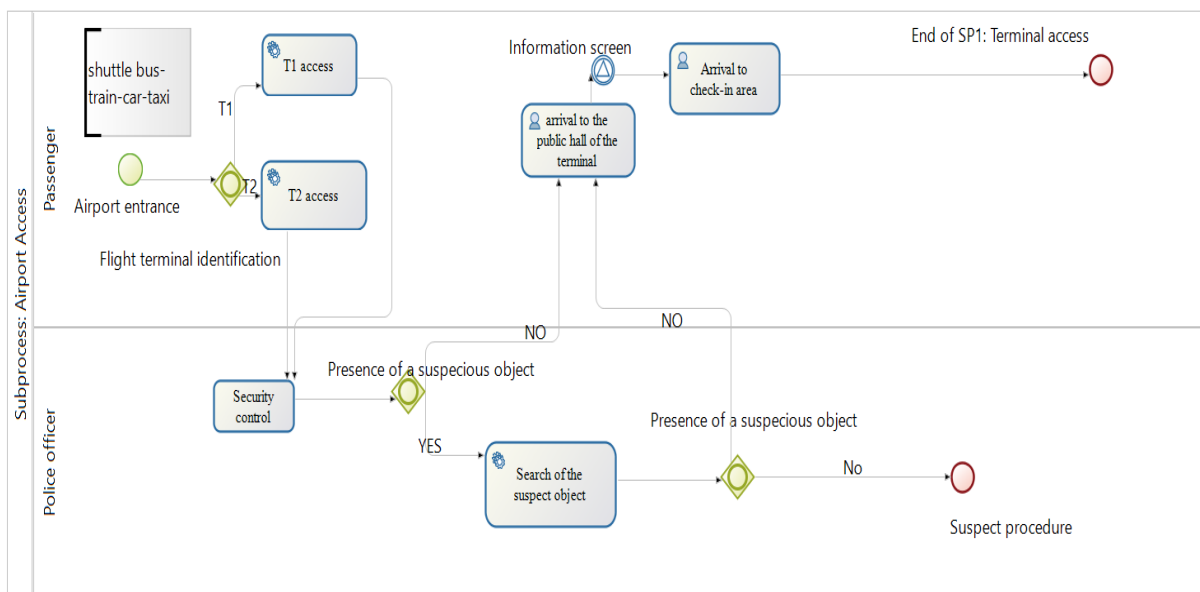 Subprocess: Airport Access
Passenger
shuttle bus-
train-car-taxi
Airport entrance
T1
T2
T1 access
T2 access
Flight terminal identification
Information screen
arrival to the
public hall of the
terminal
Arrival to
check-in area
End of SP1: Terminal access
Police officer
Security
control
Presence of a suspecious object
NO
YES
Search of the
suspect object
Presence of a suspecious object
NO
No
Suspect procedure